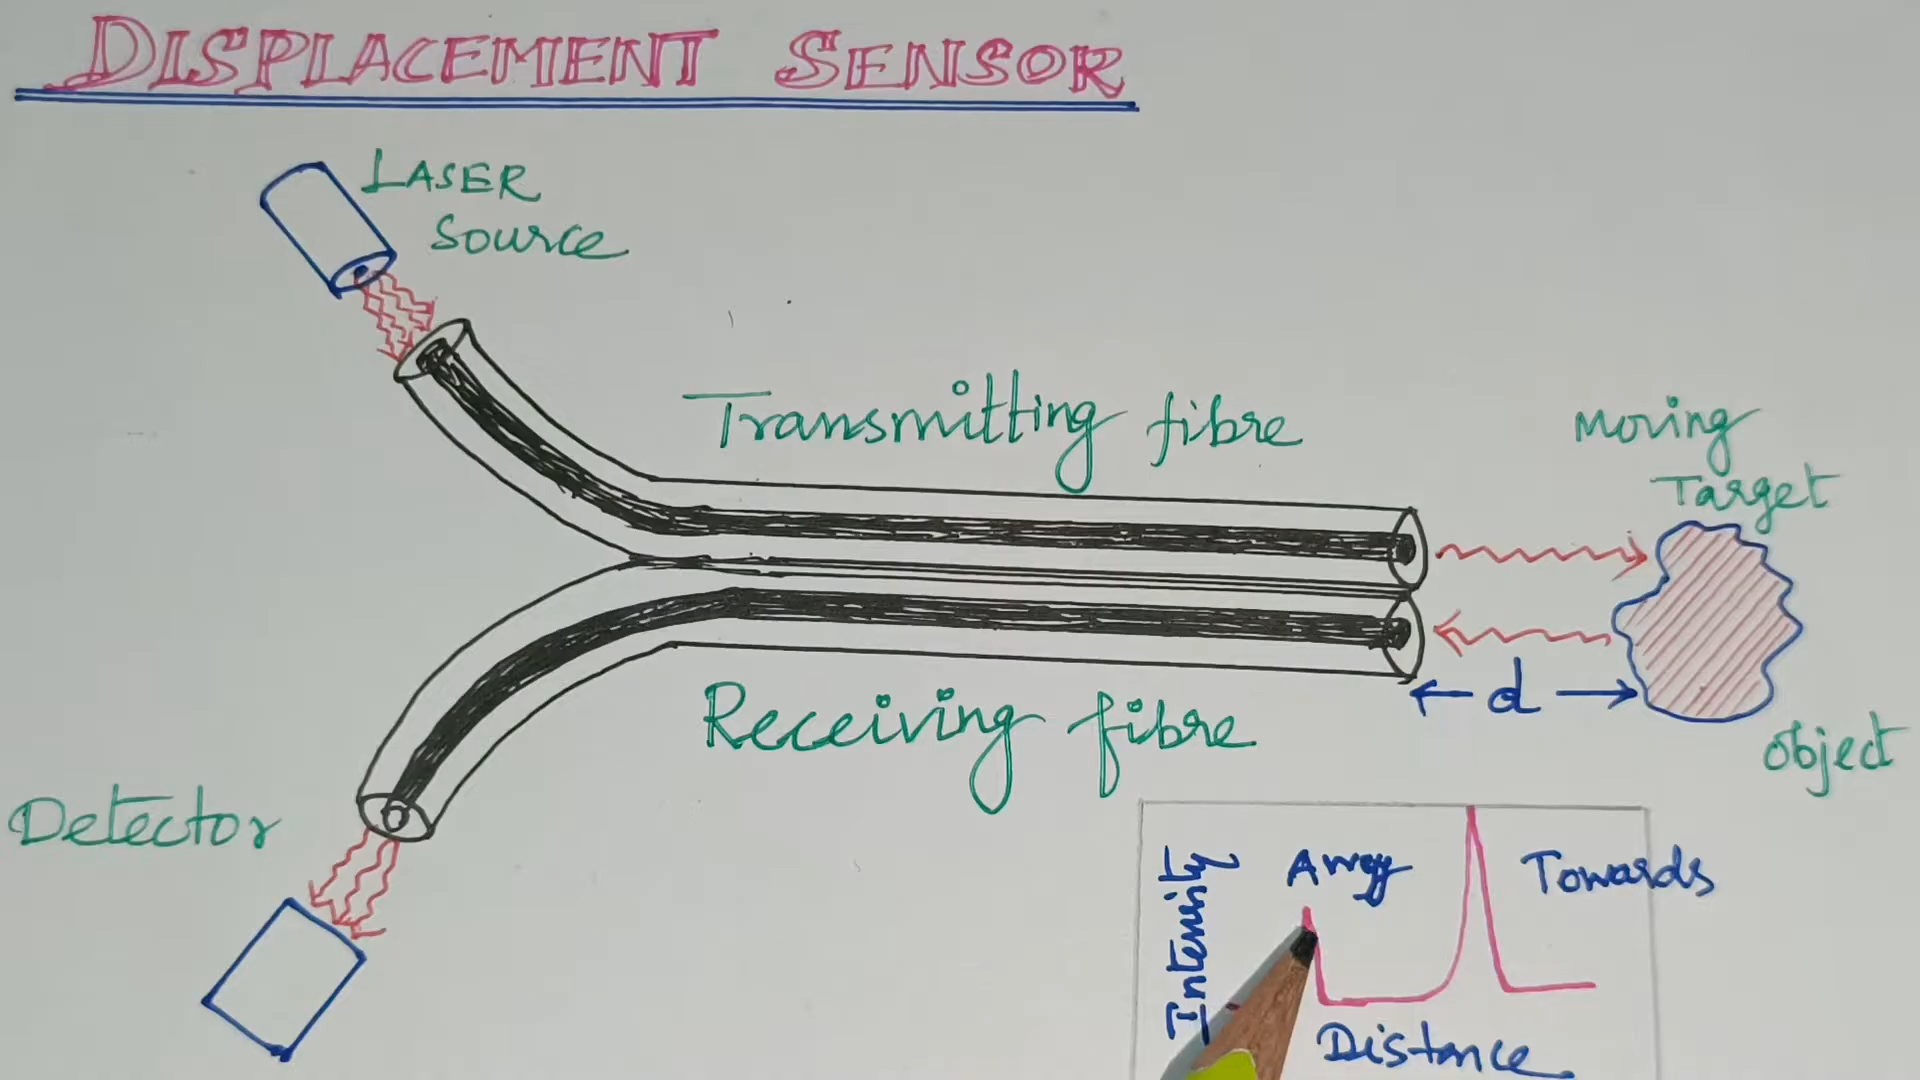 DISPLACEMENT SENSOR
LASER
Source
Transmitting fibre
Moving
Target
d
Receiving fibre
Object
Detector
Intensity
Away
Towards
Distance